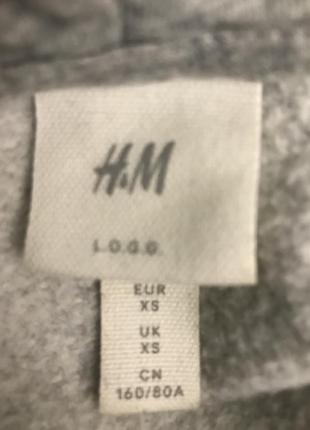 H&M
L.O.G.G.
EUR
XS
UK
XS
CN
160/80A